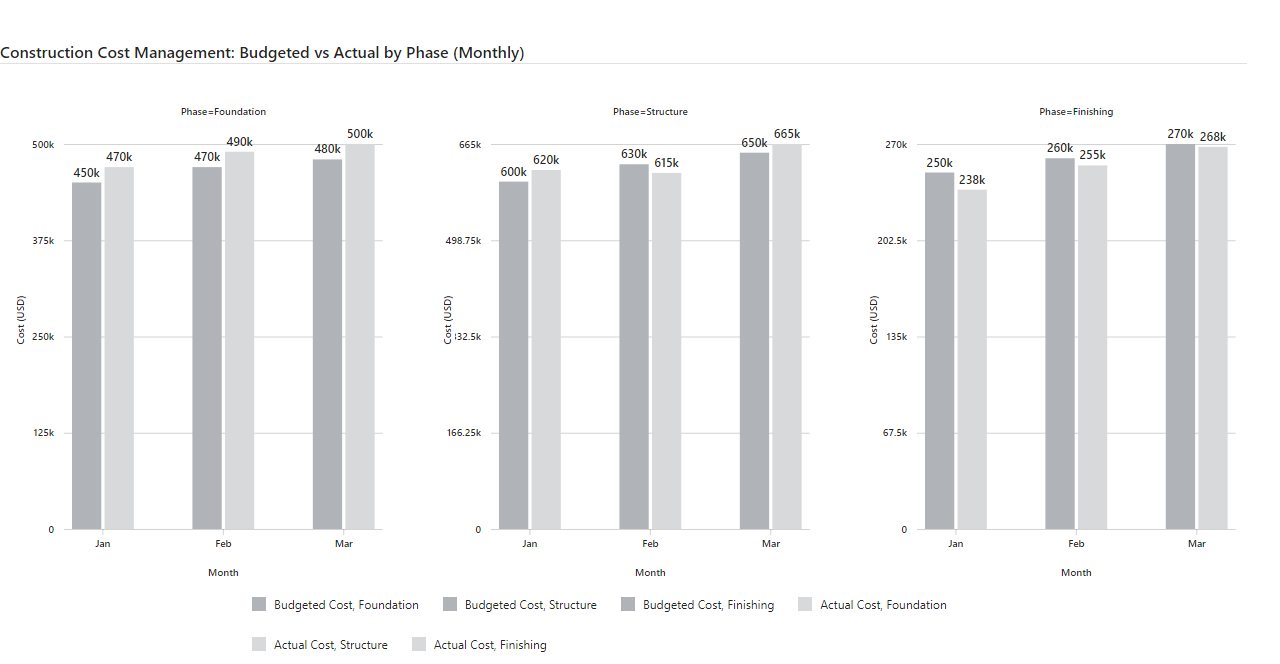 Construction Cost Management: Budgeted vs Actual by Phase (Monthly)
Phase=Foundation
500k
375k
250k
125k
0
Cost (USD)
450k
470k
470k
490k
480k
500k
Jan
Feb
Mar
Month
Phase=Structure
665k
498.75k
332.5k
166.25k
0
Cost (USD)
600k
620k
630k
615k
650k
665k
Jan
Feb
Mar
Month
Phase=Finishing
270k
202.5k
135k
67.5k
0
Cost (USD)
250k
238k
260k
255k
270k
268k
Jan
Feb
Mar
Month
Budgeted Cost, Foundation
Budgeted Cost, Structure
Budgeted Cost, Finishing
Actual Cost, Foundation
Actual Cost, Structure
Actual Cost, Finishing